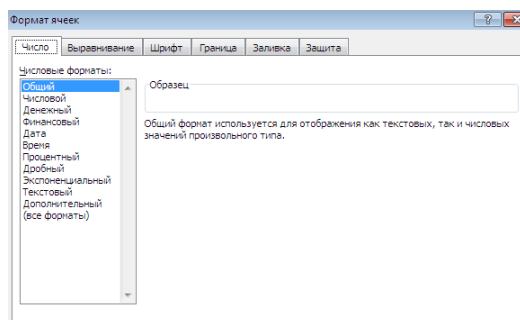 Формат ячеек
Число Выравнивание Шрифт Граница Заливка Защита
Числовые форматы:
Общий
Числовой
Денежный
Финансовый
Дата
Время
Процентный
Дробный
Экспоненциальный
Текстовый
Дополнительный
(все форматы)
Образец
Общий формат используется для отображения как текстовых, так и числовых
значений произвольного типа.